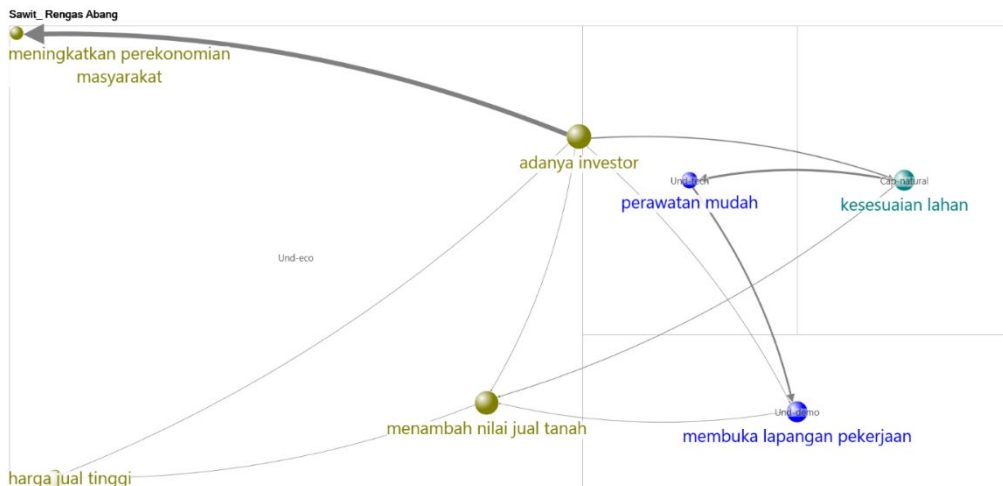 Sawit_ Rengas Abang
meningkatkan perekonomian
masyarakat
adanya investor
Und-tech
perawatan mudah
Cap-natural
kesesuaian lahan
Und-eco
menambah nilai jual tanah
Und-demo
membuka lapangan pekerjaan
harga jual tinggi